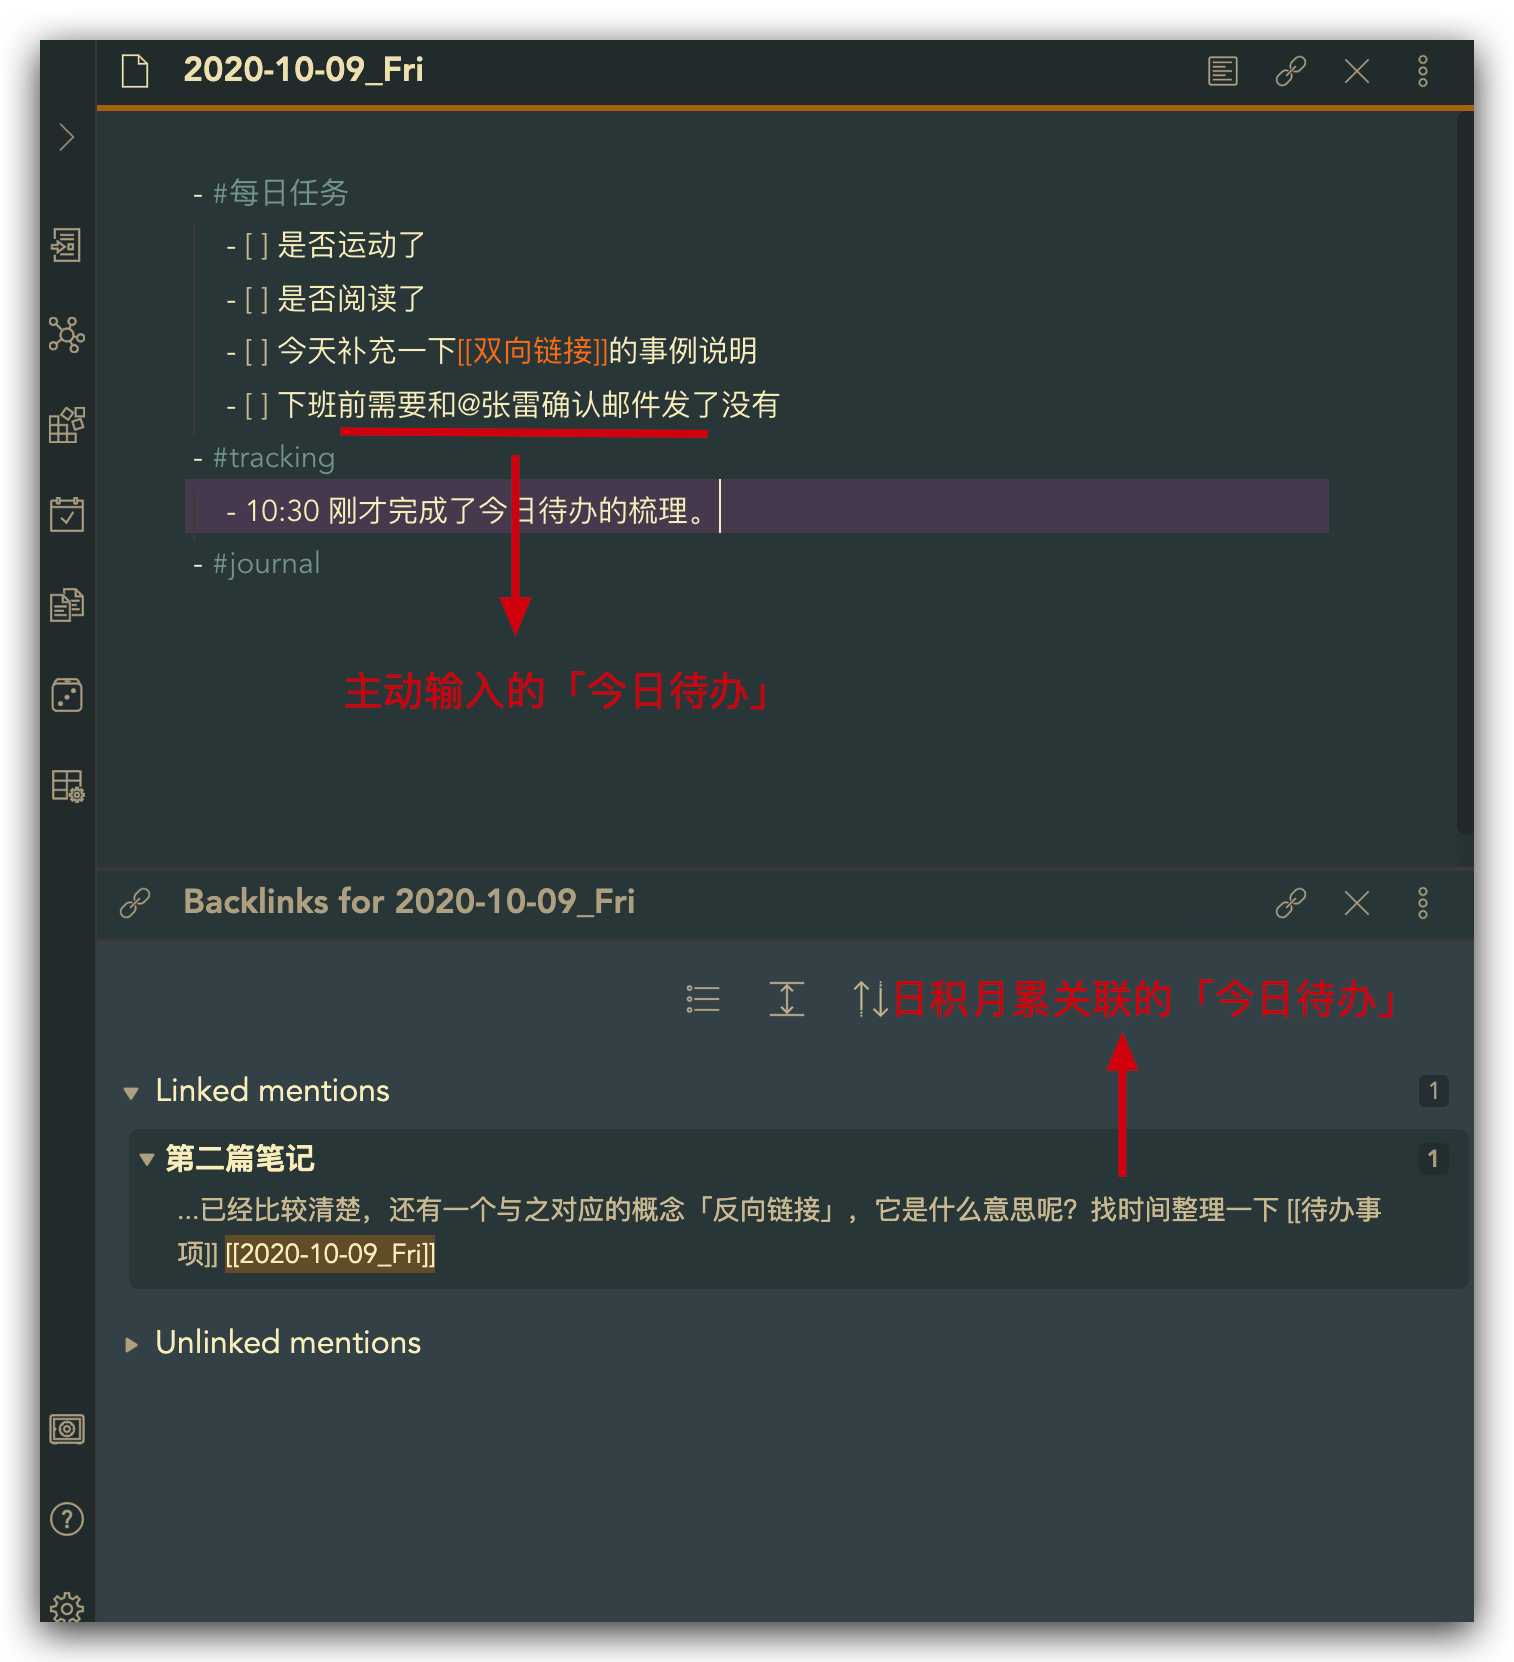 2020-10-09_Fri
- #每日任务
- [ ] 是否运动了
- [ ] 是否阅读了
- [ ] 今天补充一下[[双向链接]]的事例说明
- [ ] 下班前需要和@张雷确认邮件发了没有
- #tracking
- 10:30 刚才完成了今日待办的梳理。
- #journal
主动输入的「今日待办」
Backlinks for 2020-10-09_Fri
日积月累关联的「今日待办」
Linked mentions 1
第二篇笔记 1
...已经比较清楚，还有一个与之对应的概念「反向链接」，它是什么意思呢？找时间整理一下 [[待办事
项]] [[2020-10-09_Fri]]
Unlinked mentions